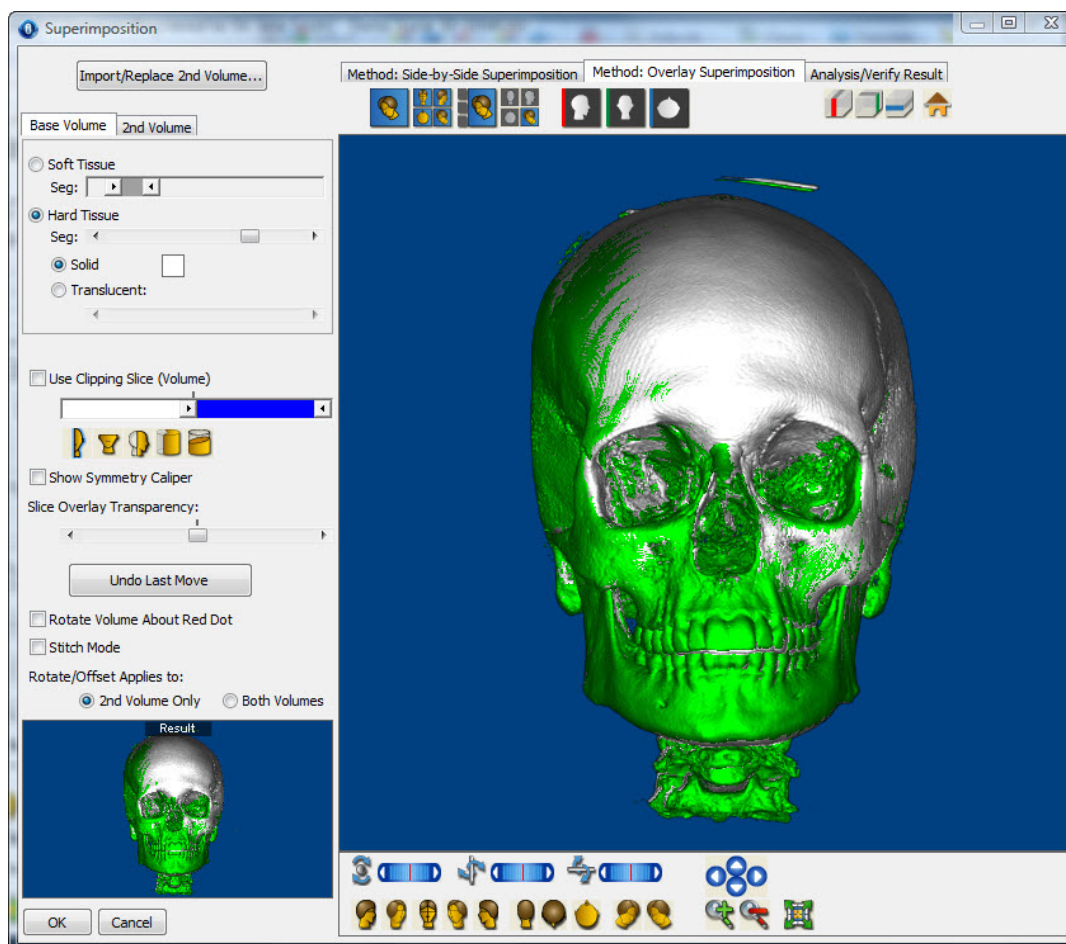 Superimposition
Import/Replace 2nd Volume...
Method: Side-by-Side Superimposition
Method: Overlay Superimposition
Analysis/Verify Result
Base Volume
2nd Volume
Soft Tissue
Seg:
Hard Tissue
Seg:
Solid
Translucent:
Use Clipping Slice (Volume)
Show Symmetry Caliper
Slice Overlay Transparency:
Undo Last Move
Rotate Volume About Red Dot
Stitch Mode
Rotate/Offset Applies to:
2nd Volume Only
Both Volumes
Result
OK
Cancel